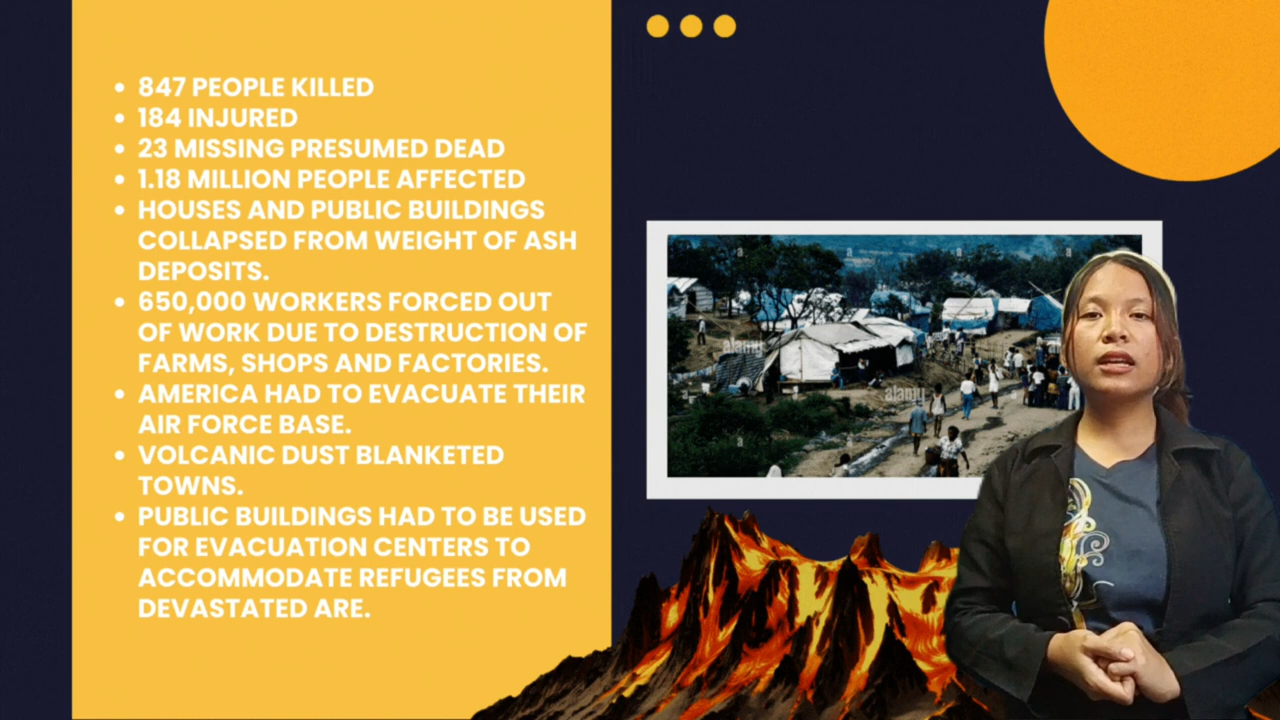 • 847 PEOPLE KILLED
• 184 INJURED
• 23 MISSING PRESUMED DEAD
• 1.18 MILLION PEOPLE AFFECTED
• HOUSES AND PUBLIC BUILDINGS
COLLAPSED FROM WEIGHT OF ASH
DEPOSITS.
• 650,000 WORKERS FORCED OUT
OF WORK DUE TO DESTRUCTION OF
FARMS, SHOPS AND FACTORIES.
• AMERICA HAD TO EVACUATE THEIR
AIR FORCE BASE.
• VOLCANIC DUST BLANKETED
TOWNS.
• PUBLIC BUILDINGS HAD TO BE USED
FOR EVACUATION CENTERS TO
ACCOMMODATE REFUGEES FROM
DEVASTATED ARE.
a a a
alamy
alamy
a a